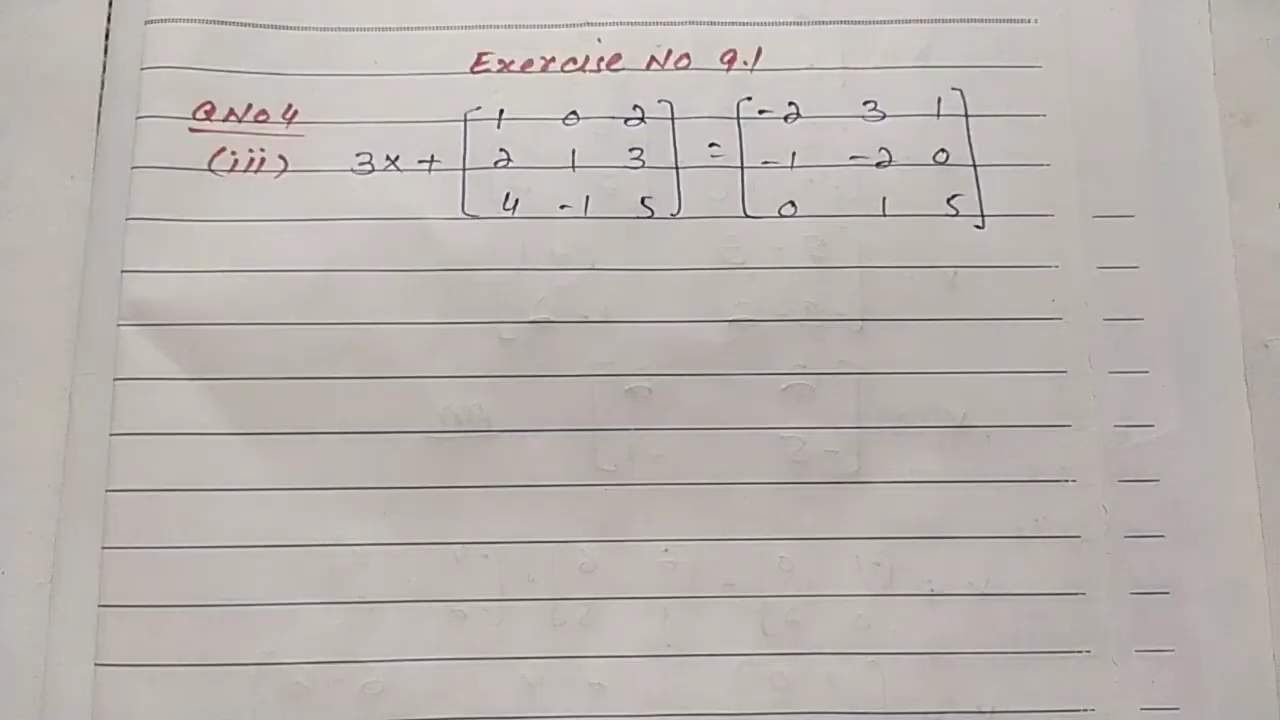 Exercise No 9.1
Q No 4
(iii) 3x + [1 0 2 = [-2 3 1]
2 1 3 -1 -2 0
4 -1 5] 0 1 5]